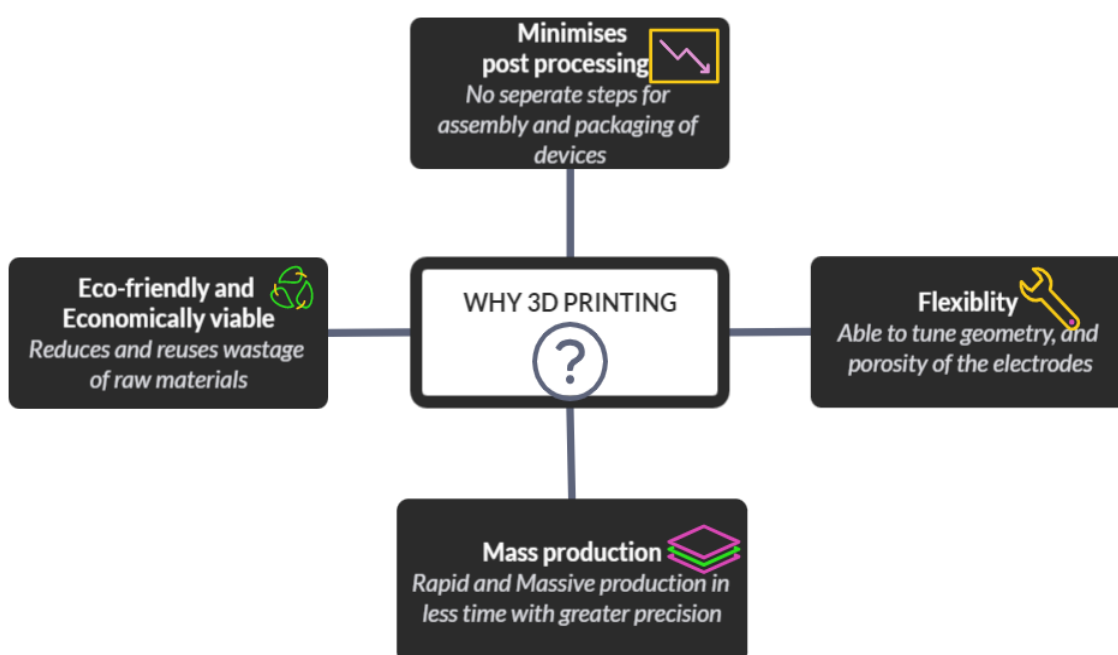 Minimises
post processing
No seperate steps for
assembly and packaging of
devices
Eco-friendly and
Economically viable
Reduces and reuses wastage
of raw materials
WHY 3D PRINTING
?
Flexiblity
Able to tune geometry, and
porosity of the electrodes
Mass production
Rapid and Massive production in
less time with greater precision